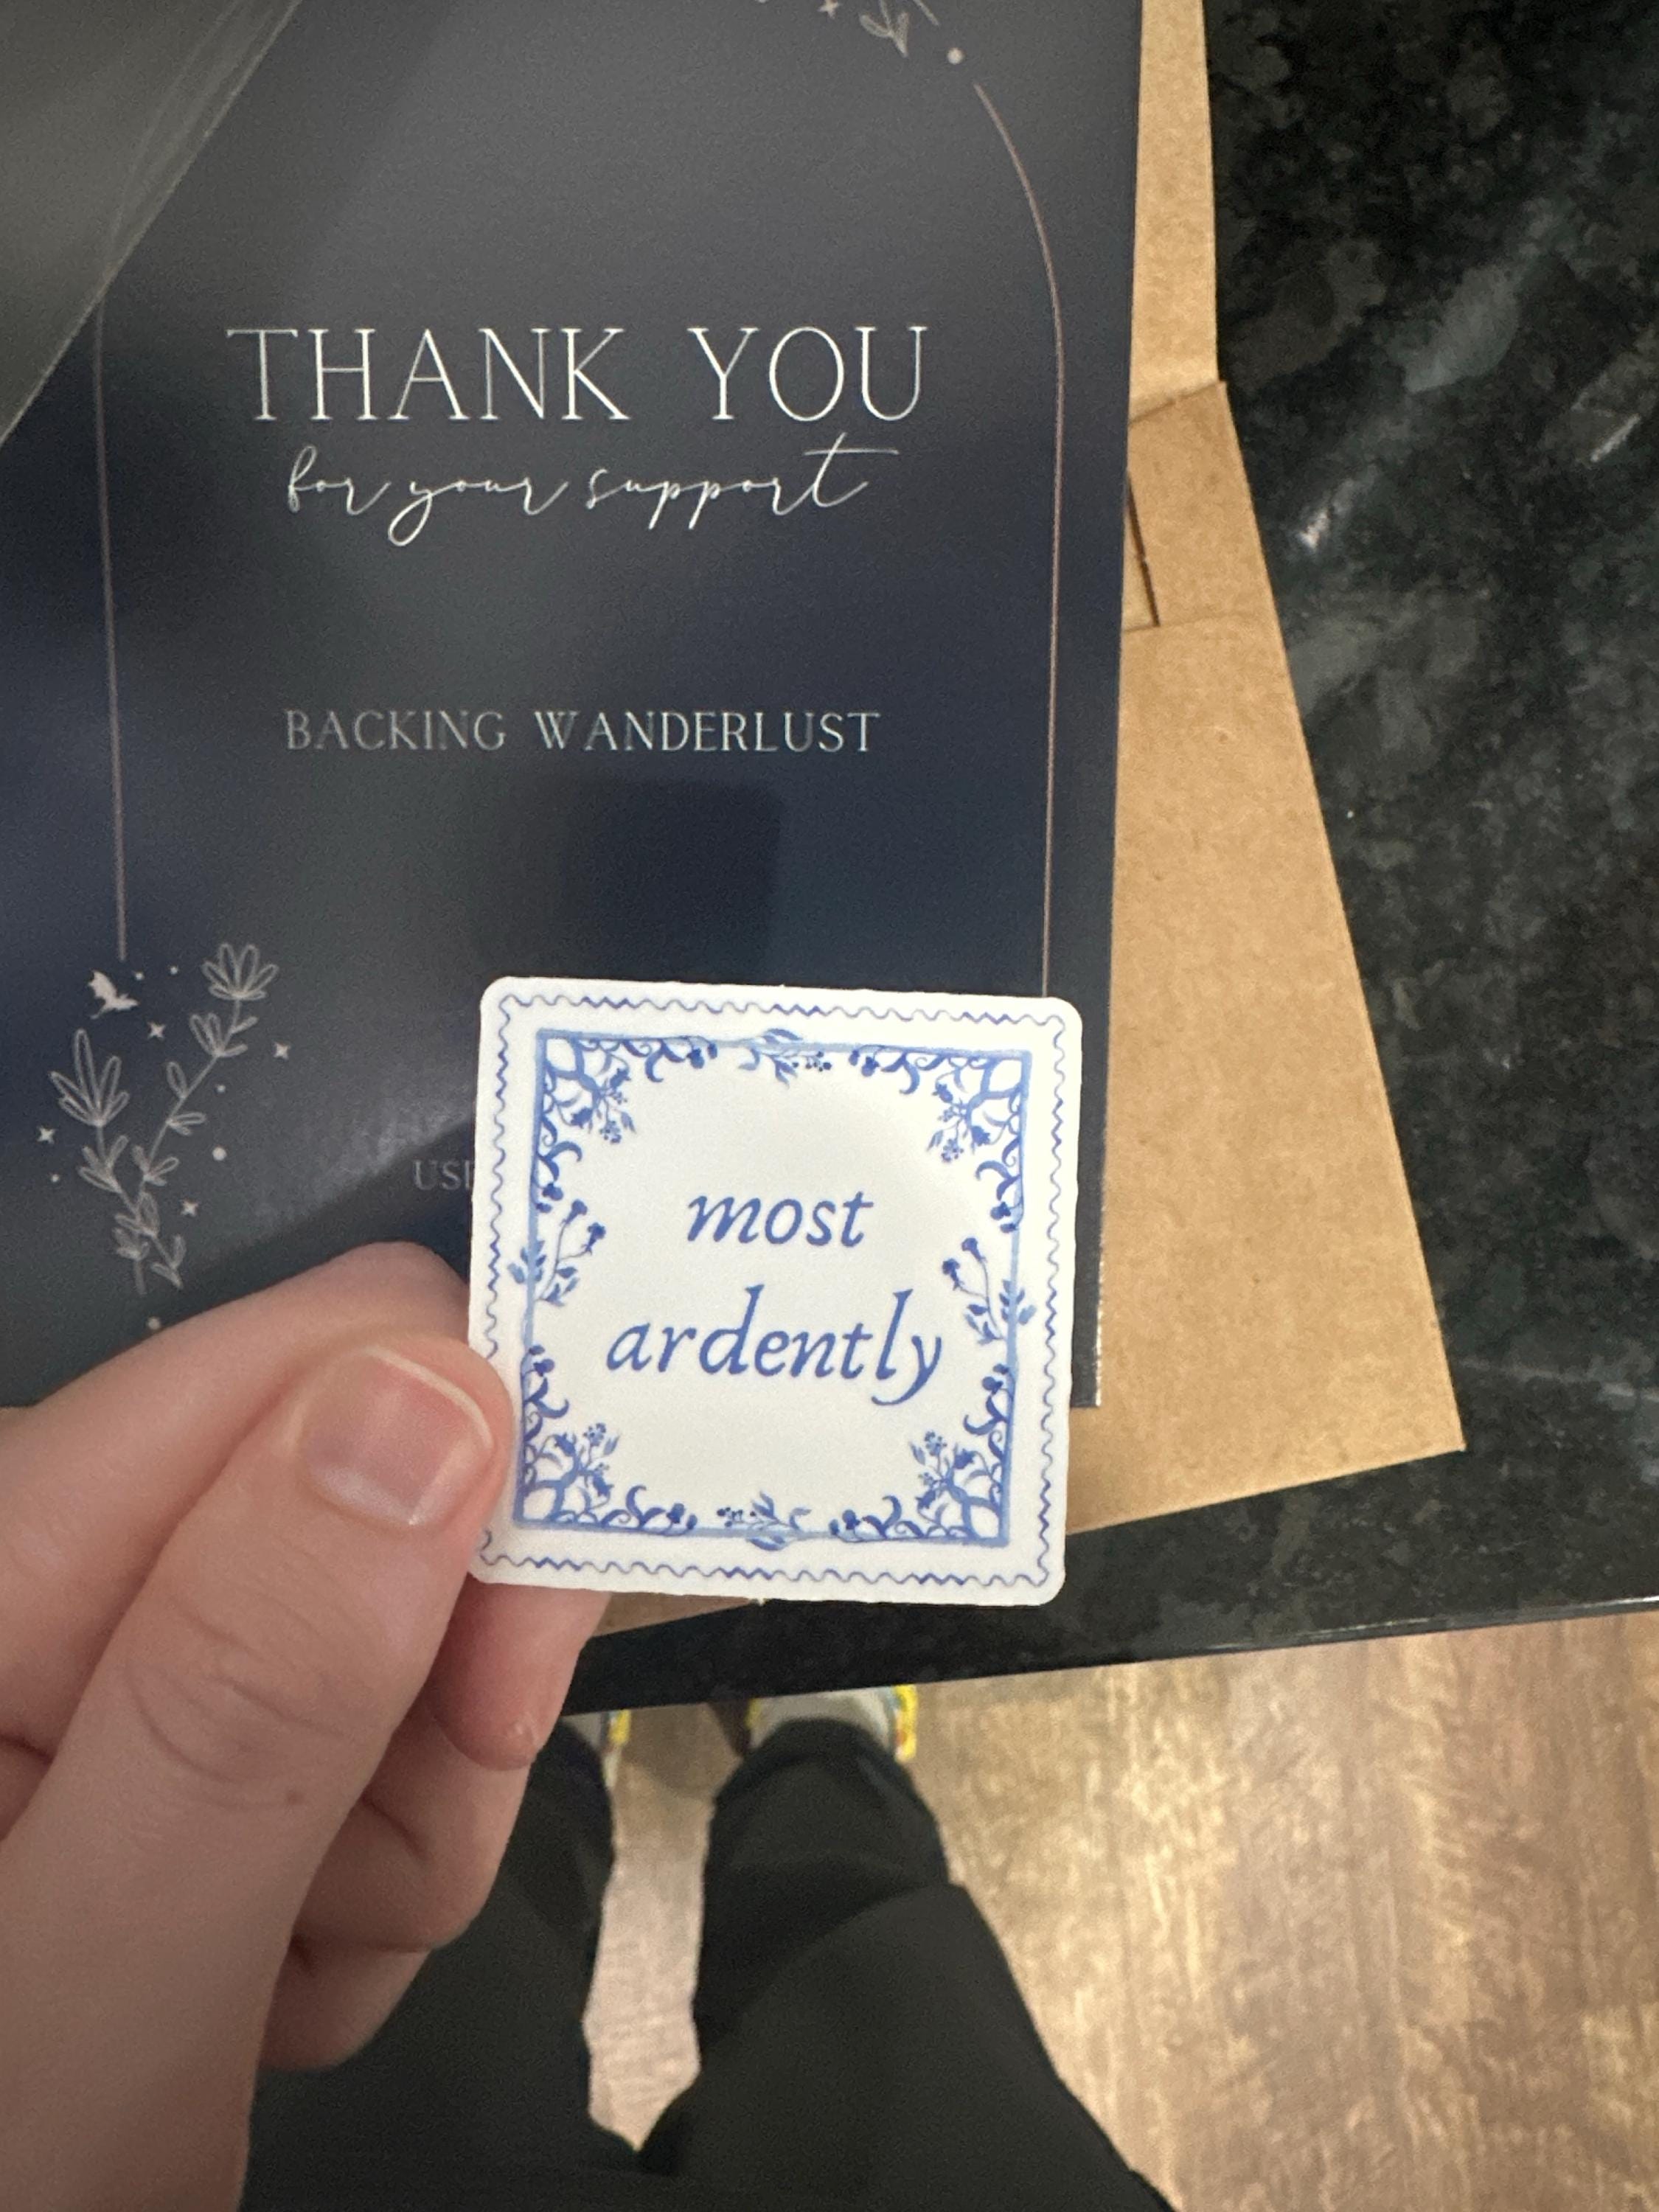 THANK YOU
for your support
BACKING WANDERLUST
most
ardently